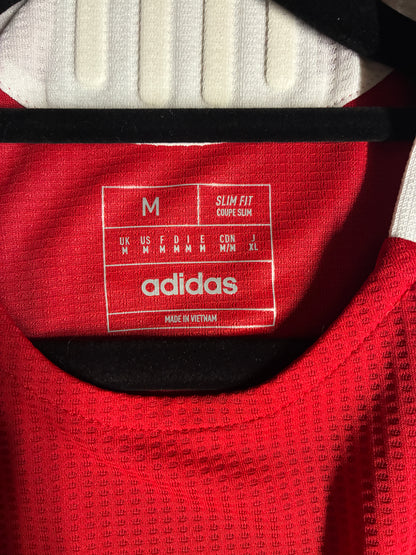 M
SLIM FIT
COUPE SLIM
UK US F D I E CDN J
M M M M M M M/M XL
adidas
MADE IN VIETNAM